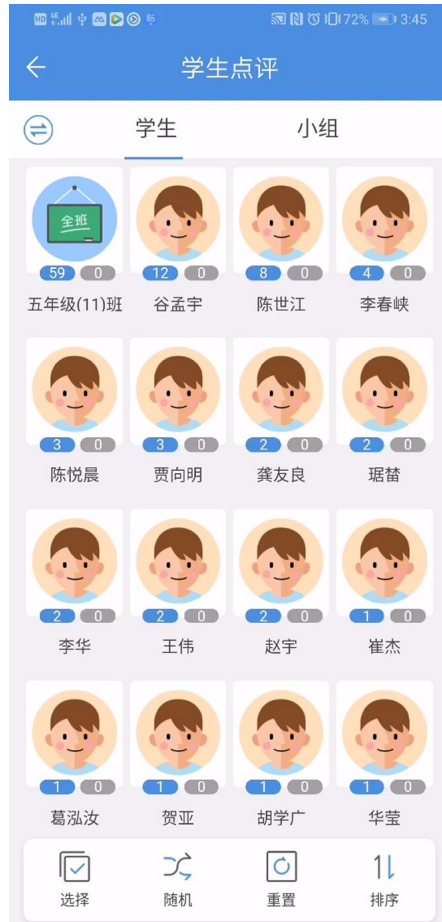 HD 72% 3:45
学生点评
学生 小组
全班
59 0 12 0 8 0 4 0
五年级(11)班 谷孟宇 陈世江 李春峡
3 0 3 0 2 0 2 0
陈悦晨 贾向明 龚友良 琚榃
2 0 2 0 2 0 1 0
李华 王伟 赵宇 崔杰
1 0 1 0 1 0 1 0
葛泓汝 贺亚 胡学广 华莹
选择 随机 重置 排序